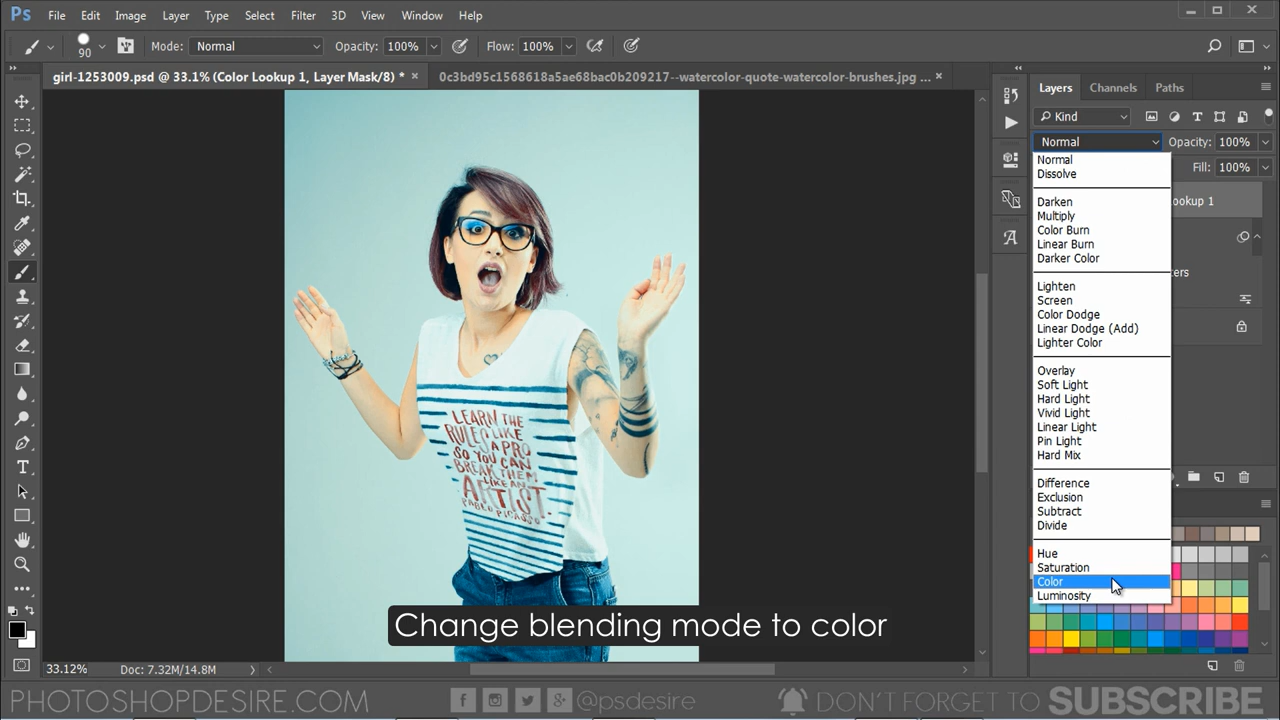 Ps File Edit Image Layer Type Select Filter 3D View Window Help
90 Mode: Normal Opacity: 100% Flow: 100%
girl-1253009.psd @ 33.1% (Color Lookup 1, Layer Mask/8) * × 0c3bd95c1568618a5ae68bac0b209217--watercolor-quote-watercolor-brushes.jpg ... ×
Layers Channels Paths
Kind
Normal Opacity: 100%
Fill: 100%
ookup 1
ters
Normal
Dissolve
Darken
Multiply
Color Burn
Linear Burn
Darker Color
Lighten
Screen
Color Dodge
Linear Dodge (Add)
Lighter Color
Overlay
Soft Light
Hard Light
Vivid Light
Linear Light
Pin Light
Hard Mix
Difference
Exclusion
Subtract
Divide
Hue
Saturation
Color
Luminosity
LEARN THE
RULES LIKE
A PRO
SO YOU CAN
BREAK THEM
LIKE AN
ARTIST.
PABLO PICASSO
Change blending mode to color
33.12% Doc: 7.32M/14.8M
PHOTOSHOPDESIRE.COM @psdesire DON'T FORGET TO SUBSCRIBE